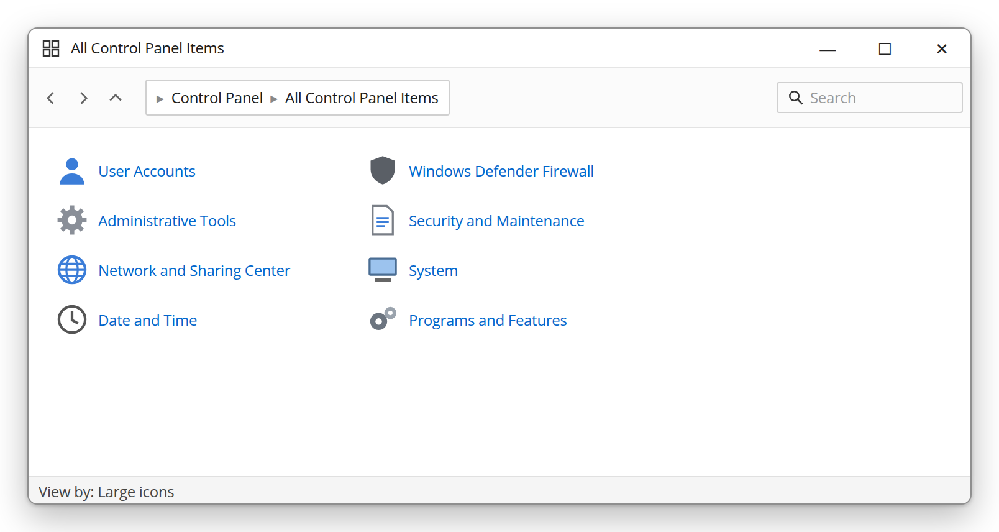 All Control Panel Items
Control Panel ▸ All Control Panel Items
Search
User Accounts
Windows Defender Firewall
Administrative Tools
Security and Maintenance
Network and Sharing Center
System
Date and Time
Programs and Features
View by: Large icons